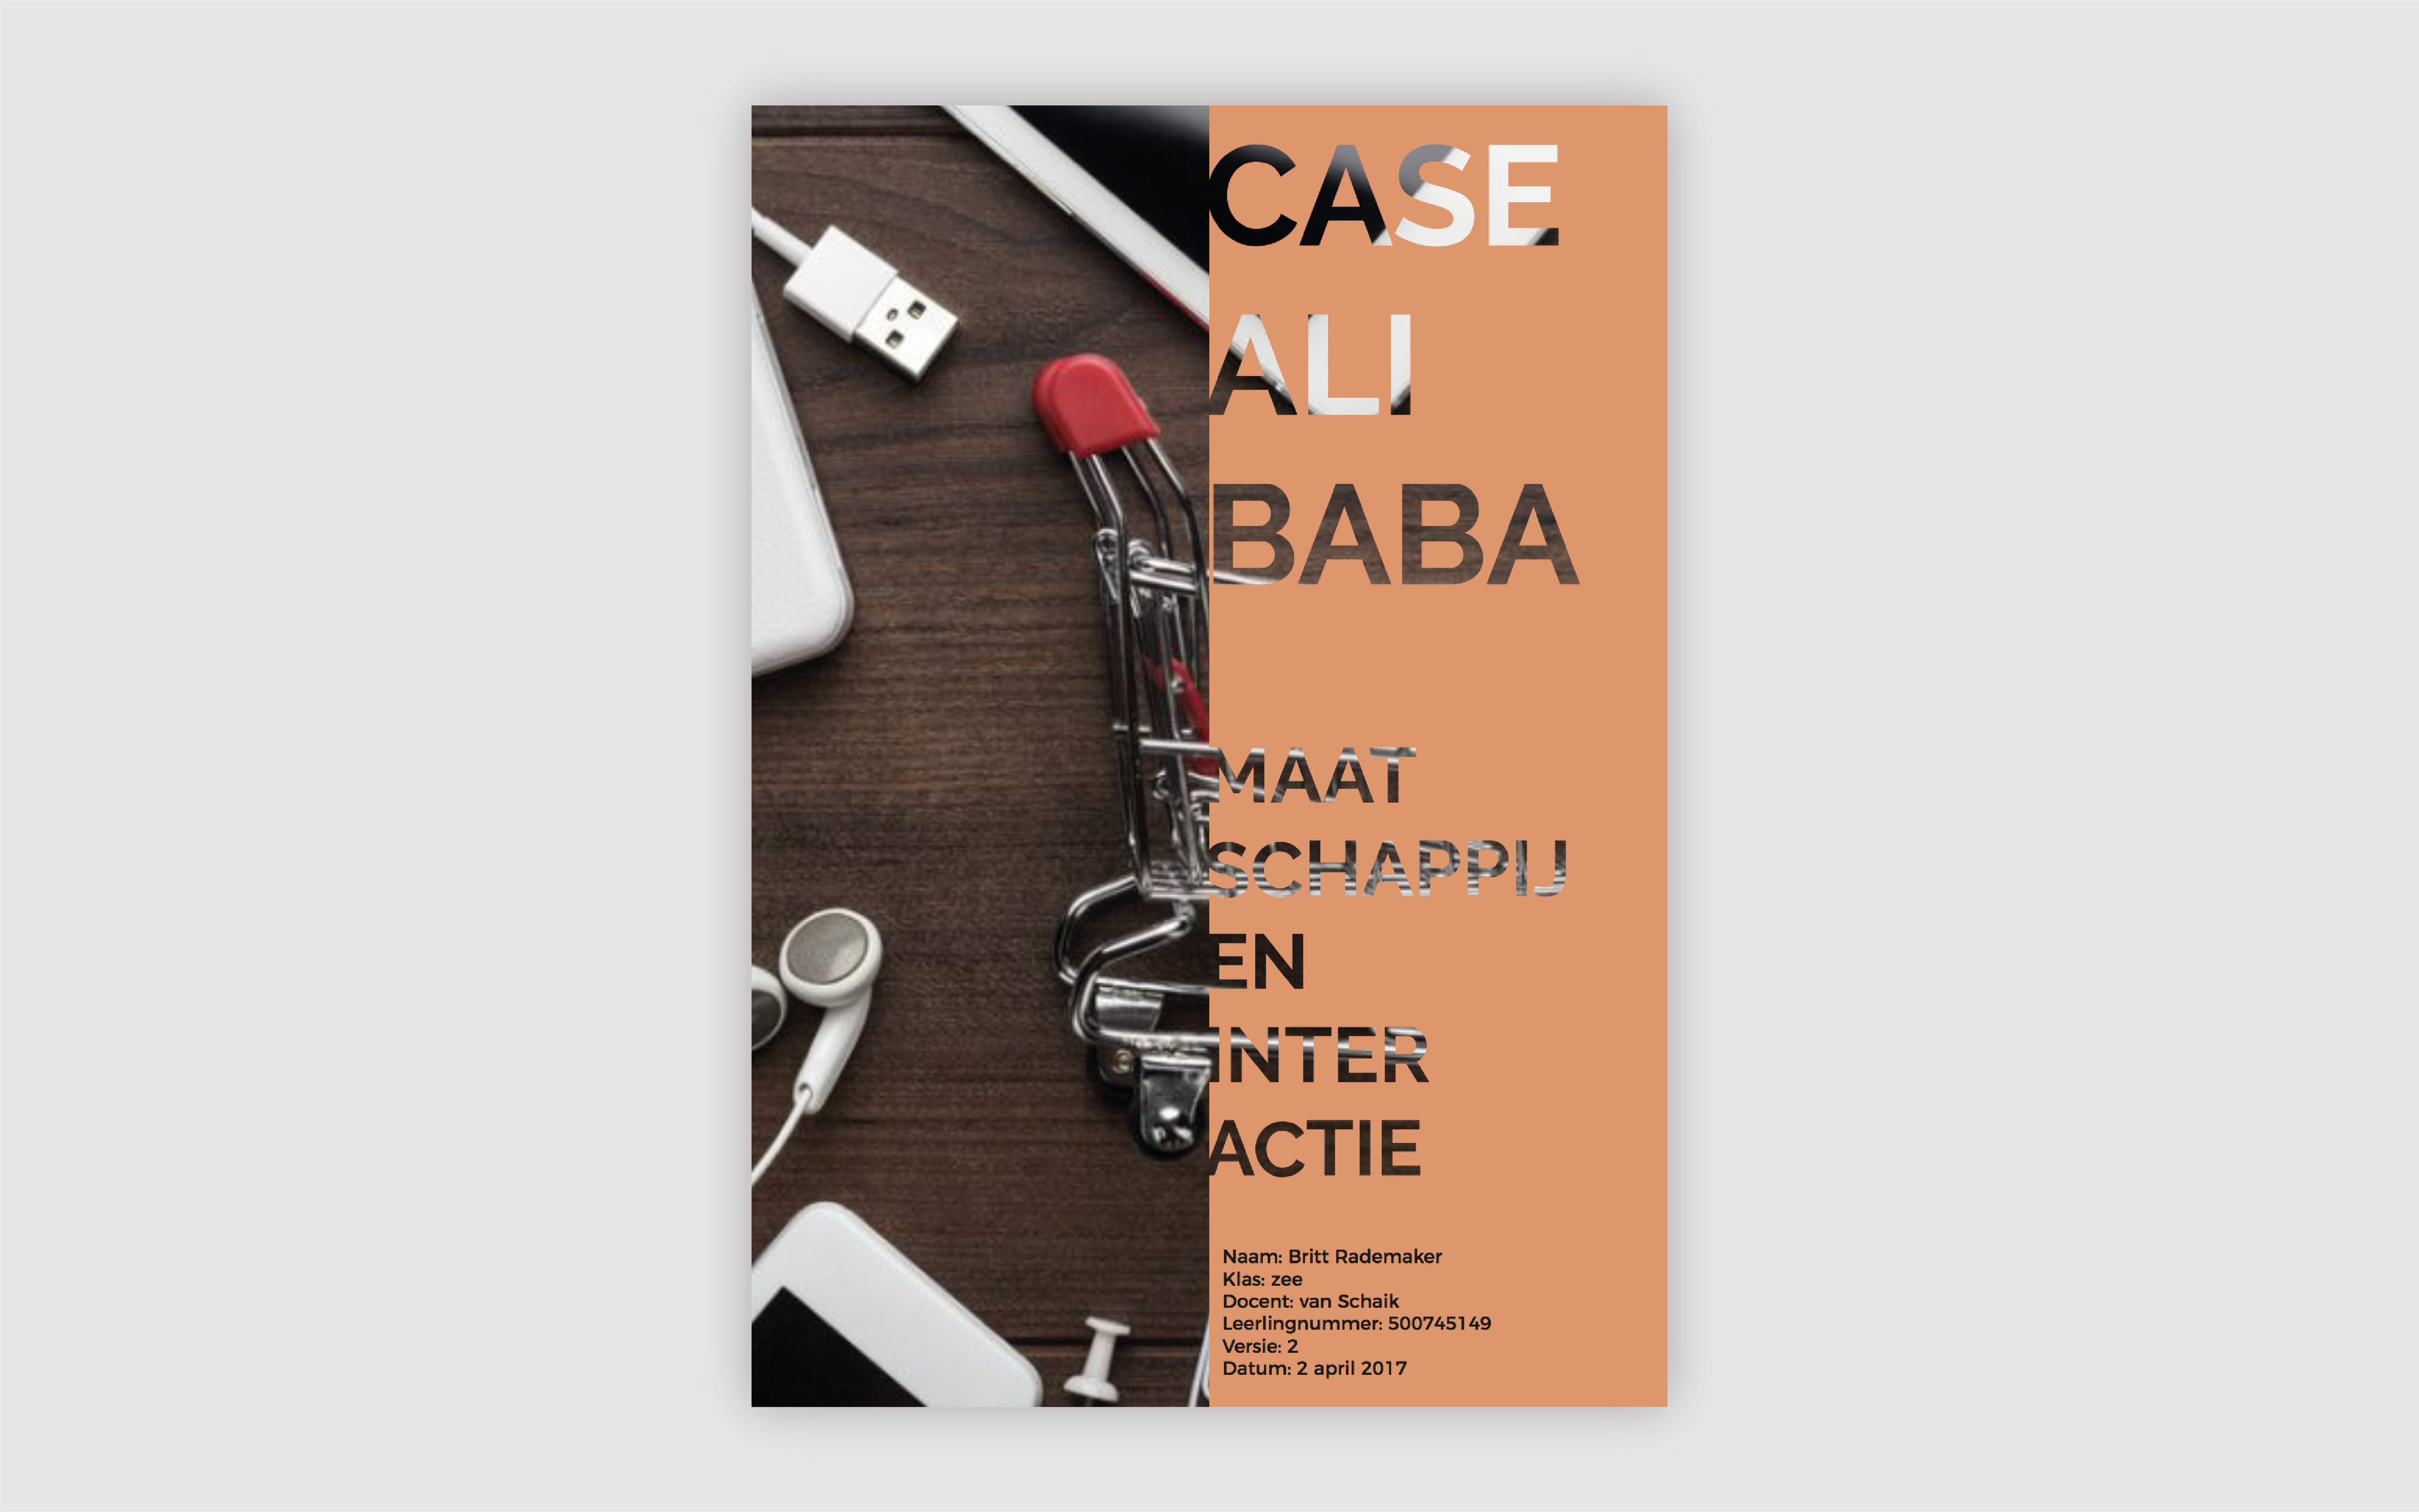 CASE
ALI
BABA
MAAT
SCHAPPIJ
EN
INTER
ACTIE
Naam: Britt Rademaker
Klas: zee
Docent: van Schaik
Leerlingnummer: 500745149
Versie: 2
Datum: 2 april 2017